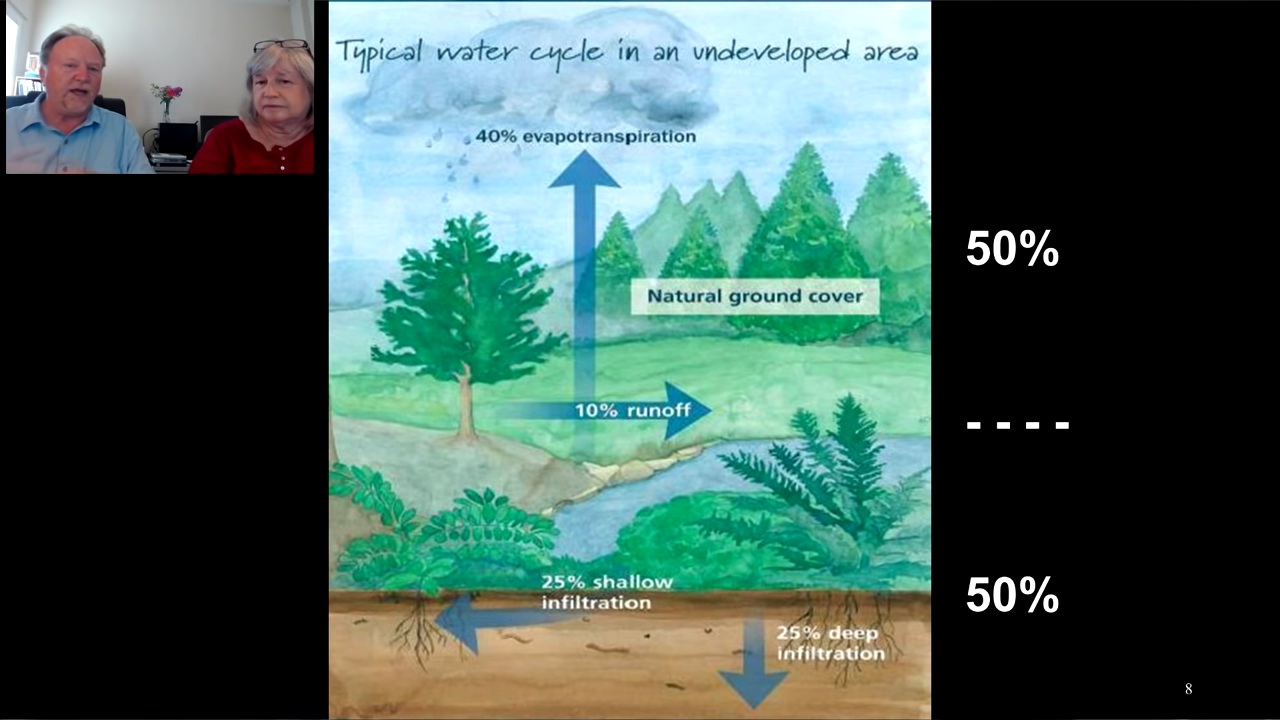 Typical water cycle in an undeveloped area
40% evapotranspiration
50%
Natural ground cover
10% runoff
- - - -
25% shallow
infiltration
50%
25% deep
infiltration
8